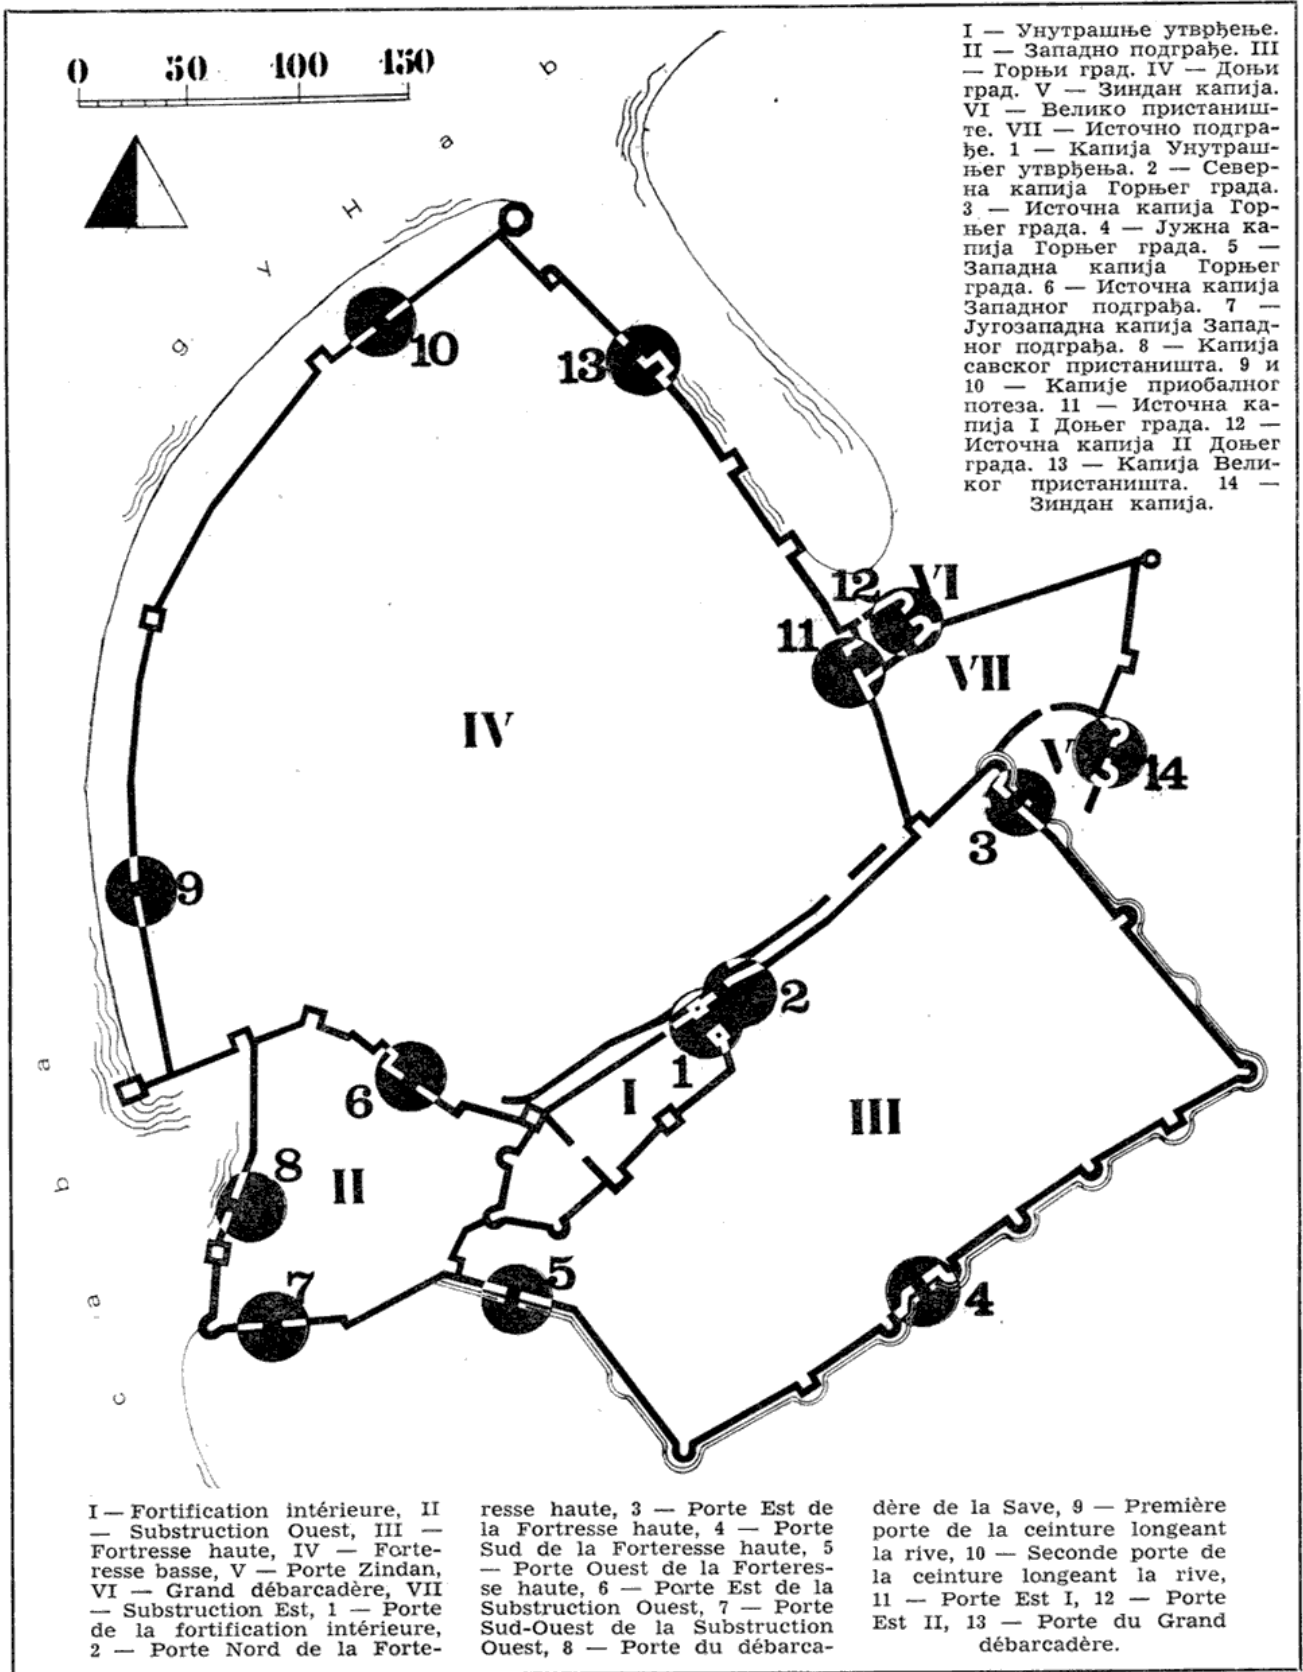 0 50 100 150
I — Унутрашње утврђење.
II — Западно подграђе. III
— Горњи град. IV — Доњи
град. V — Зиндан капија.
VI — Велико пристаниш-
те. VII — Источно подгра-
ђе. 1 — Капија Унутраш-
њег утврђења. 2 — Север-
на капија Горњег града.
3 — Источна капија Гор-
њег града. 4 — Јужна ка-
пија Горњег града. 5 —
Западна капија Горњег
града. 6 — Источна капија
Западног подграђа. 7 —
Југозападна капија Запад-
ног подграђа. 8 — Капија
савског пристаништа. 9 и
10 — Капије приобалног
потеза. 11 — Источна ка-
пија I Доњег града. 12 —
Источна капија II Доњег
града. 13 — Капија Вели-
ког пристаништа. 14 —
Зиндан капија.
10
13
12
VI
11
VII
IV
V
14
3
9
2
1
6
I
III
8
II
5
7
4
сава
I — Fortification intérieure, II
— Substruction Ouest, III —
Fortresse haute, IV — Forte-
resse basse, V — Porte Zindan,
VI — Grand débarcadère, VII
— Substruction Est, 1 — Porte
de la fortification intérieure,
2 — Porte Nord de la Forte-
resse haute, 3 — Porte Est de
la Fortresse haute, 4 — Porte
Sud de la Forteresse haute, 5
— Porte Ouest de la Forteres-
se haute, 6 — Porte Est de la
Substruction Ouest, 7 — Porte
Sud-Ouest de la Substruction
Ouest, 8 — Porte du débarca-
dère de la Save, 9 — Première
porte de la ceinture longeant
la rive, 10 — Seconde porte de
la ceinture longeant la rive,
11 — Porte Est I, 12 — Porte
Est II, 13 — Porte du Grand
débarcadère.